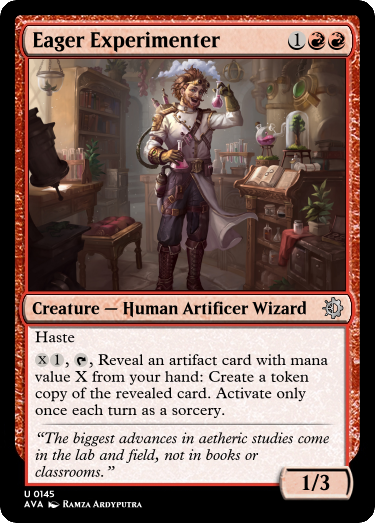 Eager Experimenter 1RR
Creature — Human Artificer Wizard
Haste
X 1, T, Reveal an artifact card with mana
value X from your hand: Create a token
copy of the revealed card. Activate only
once each turn as a sorcery.
“The biggest advances in aetheric studies come
in the lab and field, not in books or
classrooms.”
1/3
U 0145
AVA Ramza Ardyputra